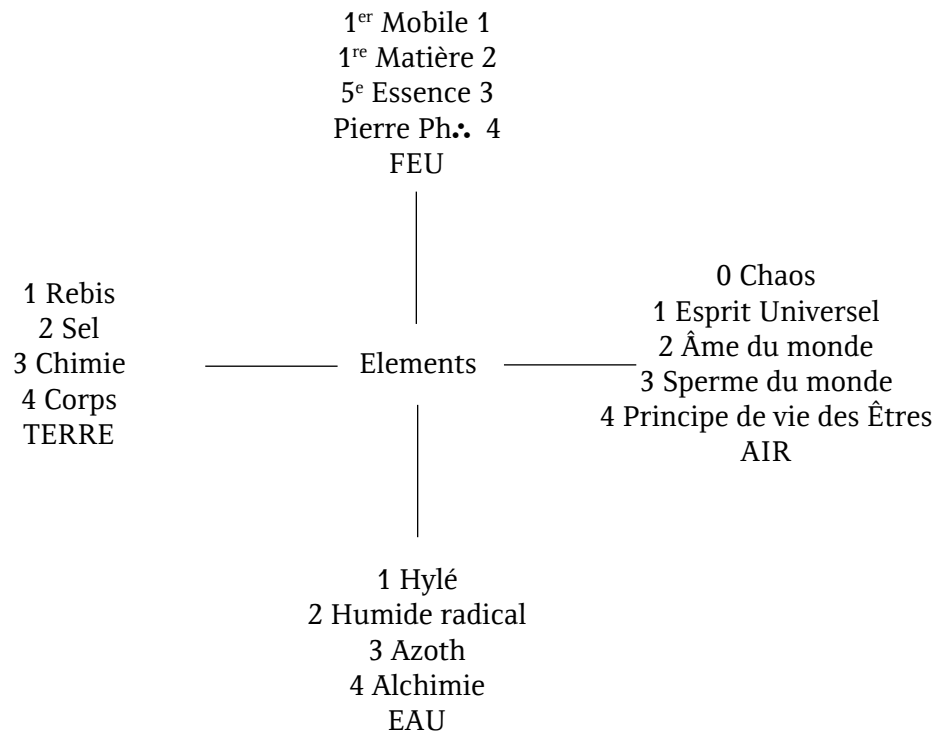 1er Mobile 1
1re Matière 2
5e Essence 3
Pierre Ph∴ 4
FEU
1 Rebis
2 Sel
3 Chimie
4 Corps
TERRE
Elements
0 Chaos
1 Esprit Universel
2 Âme du monde
3 Sperme du monde
4 Principe de vie des Êtres
AIR
1 Hylé
2 Humide radical
3 Azoth
4 Alchimie
EAU